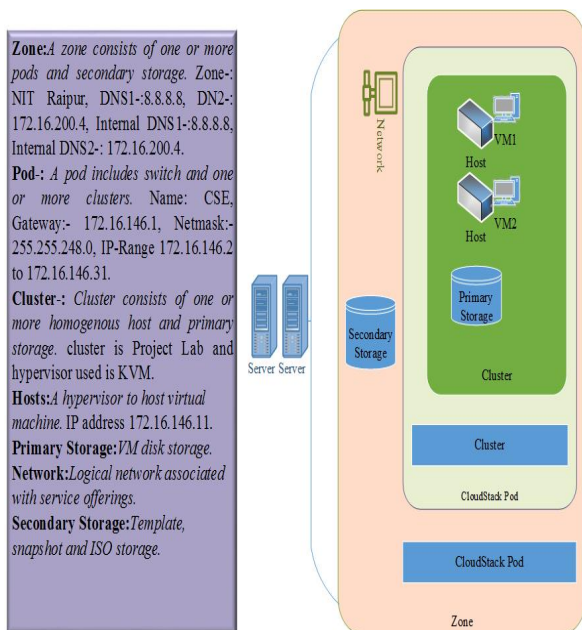 Zone:A zone consists of one or more
pods and secondary storage. Zone-:
NIT Raipur, DNS1-:8.8.8.8, DN2-:
172.16.200.4, Internal DNS1-:8.8.8.8,
Internal DNS2-: 172.16.200.4.
Pod-: A pod includes switch and one
or more clusters. Name: CSE,
Gateway:- 172.16.146.1, Netmask:-
255.255.248.0, IP-Range 172.16.146.2
to 172.16.146.31.
Cluster-: Cluster consists of one or
more homogenous host and primary
storage. cluster is Project Lab and
hypervisor used is KVM.
Hosts:A hypervisor to host virtual
machine. IP address 172.16.146.11.
Primary Storage:VM disk storage.
Network:Logical network associated
with service offerings.
Secondary Storage:Template,
snapshot and ISO storage.
Server Server
Network
Secondary
Storage
VM1
Host
VM2
Host
Primary
Storage
Cluster
Cluster
CloudStack Pod
CloudStack Pod
Zone